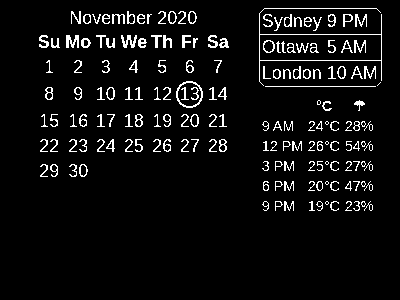 November 2020
Su Mo Tu We Th Fr Sa
1 2 3 4 5 6 7
8 9 10 11 12 13 14
15 16 17 18 19 20 21
22 23 24 25 26 27 28
29 30
Sydney 9 PM
Ottawa 5 AM
London 10 AM
°C ☂
9 AM 24°C 28%
12 PM 26°C 54%
3 PM 25°C 27%
6 PM 20°C 47%
9 PM 19°C 23%